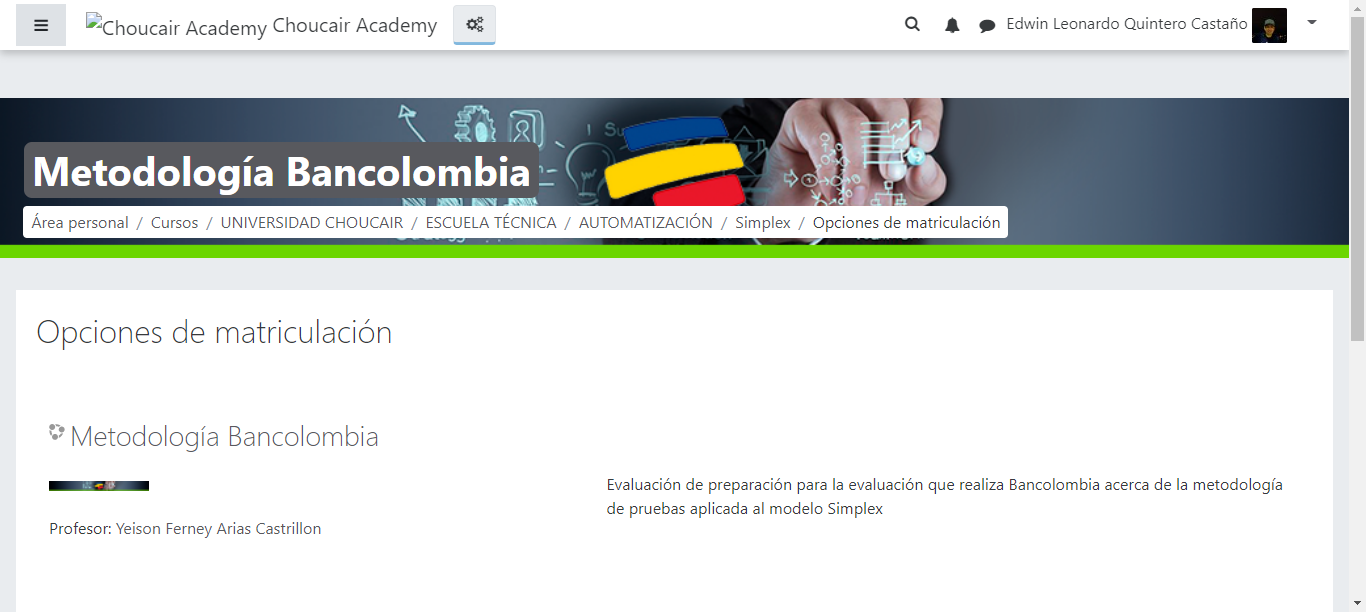 Choucair Academy Choucair Academy
Edwin Leonardo Quintero Castaño
Metodología Bancolombia
Área personal / Cursos / UNIVERSIDAD CHOUCAIR / ESCUELA TÉCNICA / AUTOMATIZACIÓN / Simplex / Opciones de matriculación
Opciones de matriculación
Metodología Bancolombia
Evaluación de preparación para la evaluación que realiza Bancolombia acerca de la metodología
de pruebas aplicada al modelo Simplex
Profesor: Yeison Ferney Arias Castrillon